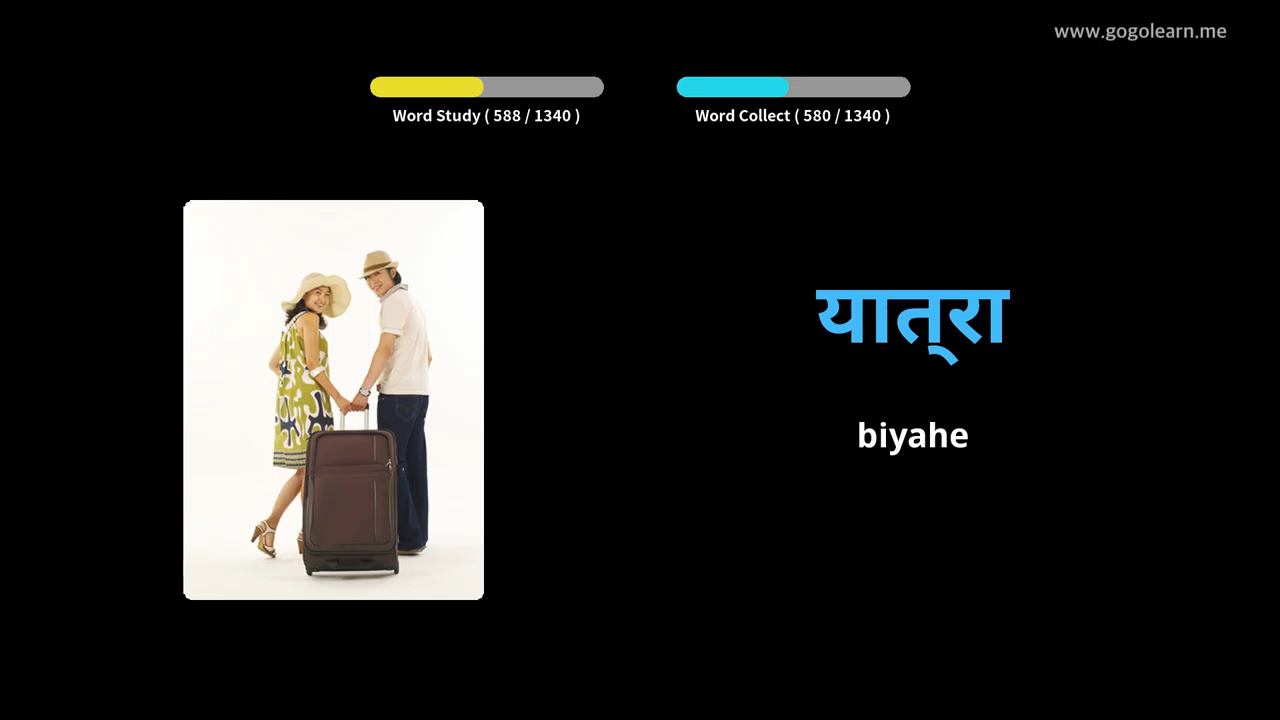 www.gogolearn.me
Word Study ( 588 / 1340 )
Word Collect ( 580 / 1340 )
यात्‌रा
biyahe